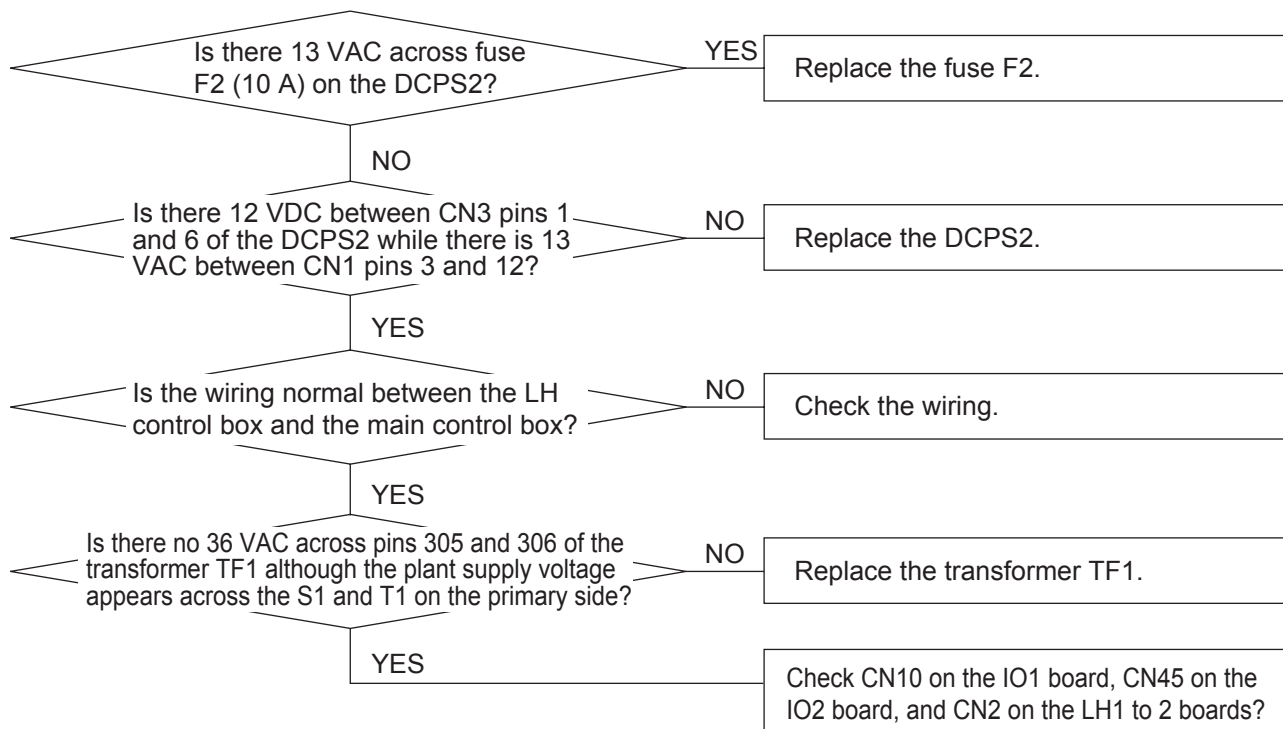 Is there 13 VAC across fuse
F2 (10 A) on the DCPS2?
YES
Replace the fuse F2.
NO
Is there 12 VDC between CN3 pins 1
and 6 of the DCPS2 while there is 13
VAC between CN1 pins 3 and 12?
NO
Replace the DCPS2.
YES
Is the wiring normal between the LH
control box and the main control box?
NO
Check the wiring.
YES
Is there no 36 VAC across pins 305 and 306 of the
transformer TF1 although the plant supply voltage
appears across the S1 and T1 on the primary side?
NO
Replace the transformer TF1.
YES
Check CN10 on the IO1 board, CN45 on the
IO2 board, and CN2 on the LH1 to 2 boards?